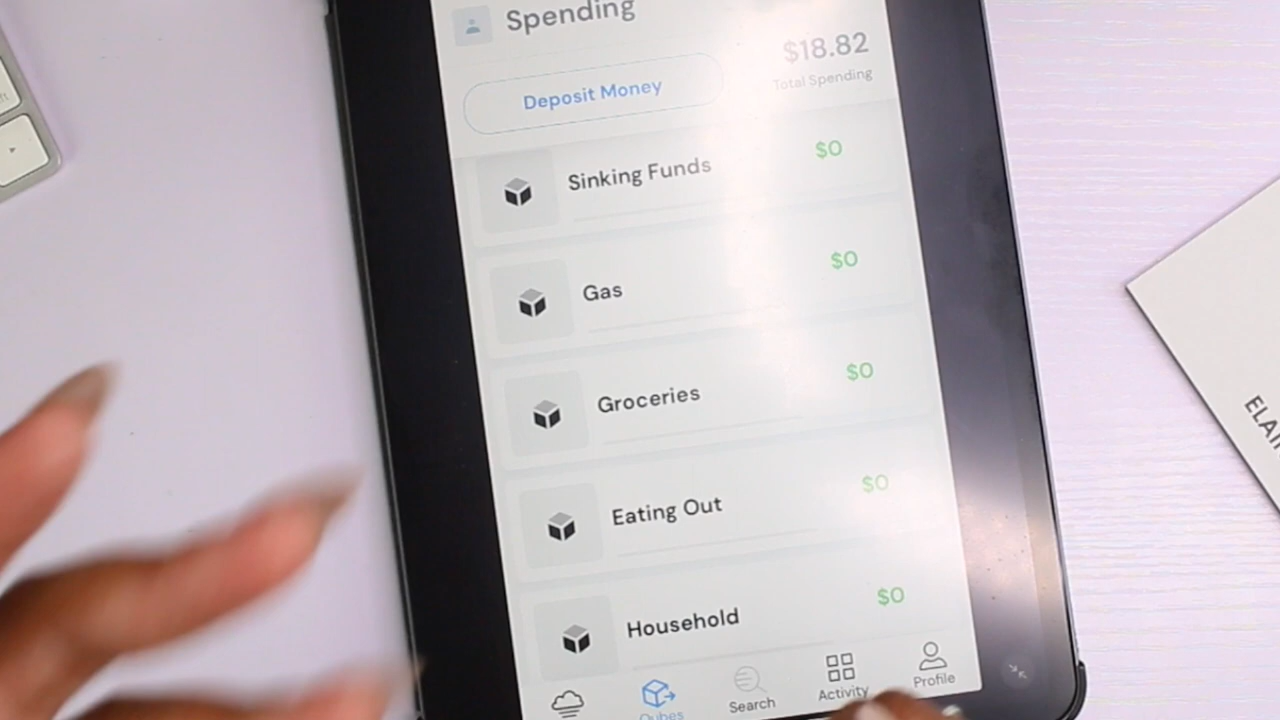 Spending
$18.82
Deposit Money
Total Spending
Sinking Funds
$0
Gas
$0
Groceries
$0
Eating Out
$0
Household
$0
Qubes
Search
Activity
Profile